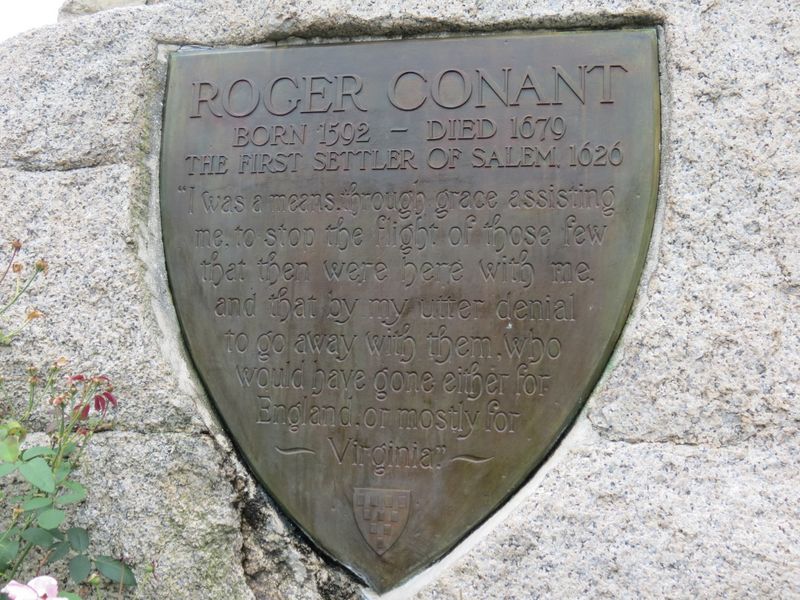 ROGER CONANT
BORN 1592 – DIED 1679
THE FIRST SETTLER OF SALEM, 1626
"I was a means, through grace assisting
me, to stop the flight of those few
that then were here with me,
and that by my utter denial
to go away with them, who
would have gone either for
England, or mostly for
~ Virginia." ~